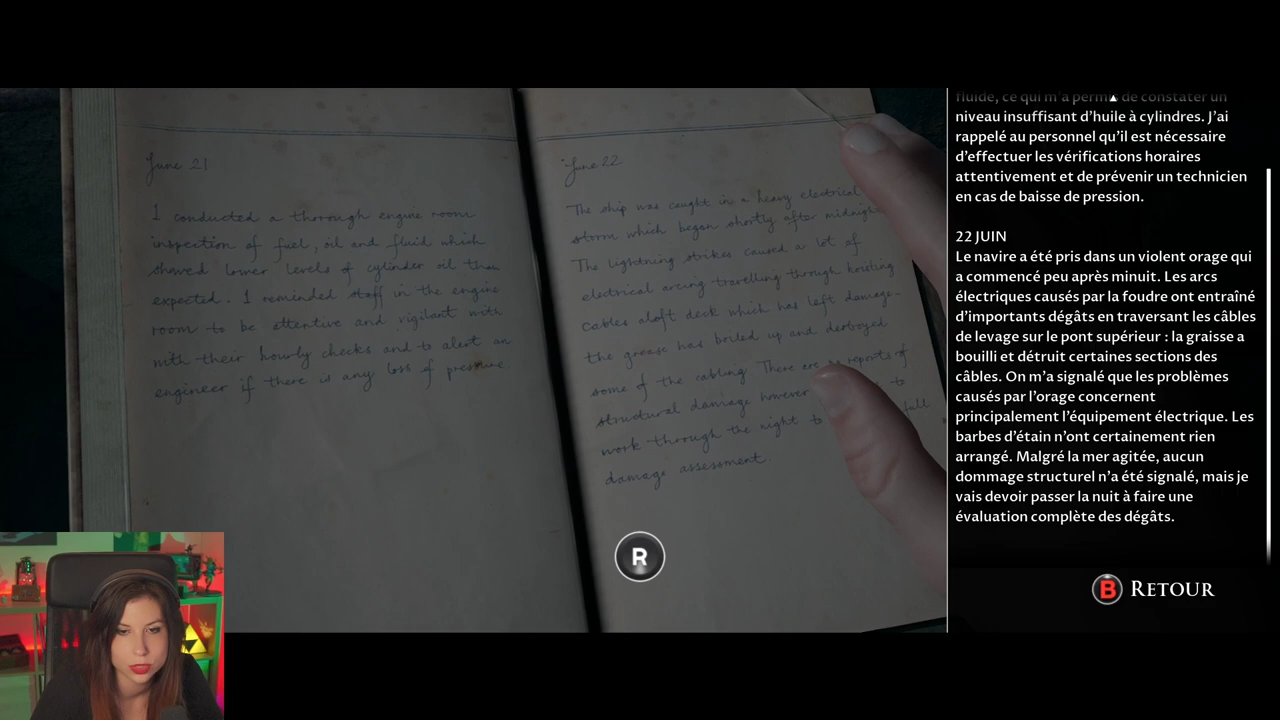 June 21
I conducted a thorough engine room
inspection of fuel, oil and fluid which
showed lower levels of cylinder oil than
expected. I reminded staff in the engine
room to be attentive and vigilant with
with their hourly checks and to alert an
engineer if there is any loss of pressure.
June 22
The ship was caught in a heavy electrical
storm which began shortly after midnight
The lightning strikes caused a lot of
electrical arcing travelling through hoisting
cables aloft deck which has left damage-
the grease has boiled up and destroyed
some of the cabling. There are reports of
structural damage however to
work through the night to full
damage assessment.
R
fluide, ce qui m'a permis de constater un
niveau insuffisant d'huile à cylindres. J'ai
rappelé au personnel qu'il est nécessaire
d'effectuer les vérifications horaires
attentivement et de prévenir un technicien
en cas de baisse de pression.
22 JUIN
Le navire a été pris dans un violent orage qui
a commencé peu après minuit. Les arcs
électriques causés par la foudre ont entraîné
d'importants dégâts en traversant les câbles
de levage sur le pont supérieur : la graisse a
bouilli et détruit certaines sections des
câbles. On m'a signalé que les problèmes
causés par l'orage concernent
principalement l'équipement électrique. Les
barbes d'étain n'ont certainement rien
arrangé. Malgré la mer agitée, aucun
dommage structurel n'a été signalé, mais je
vais devoir passer la nuit à faire une
évaluation complète des dégâts.
B RETOUR